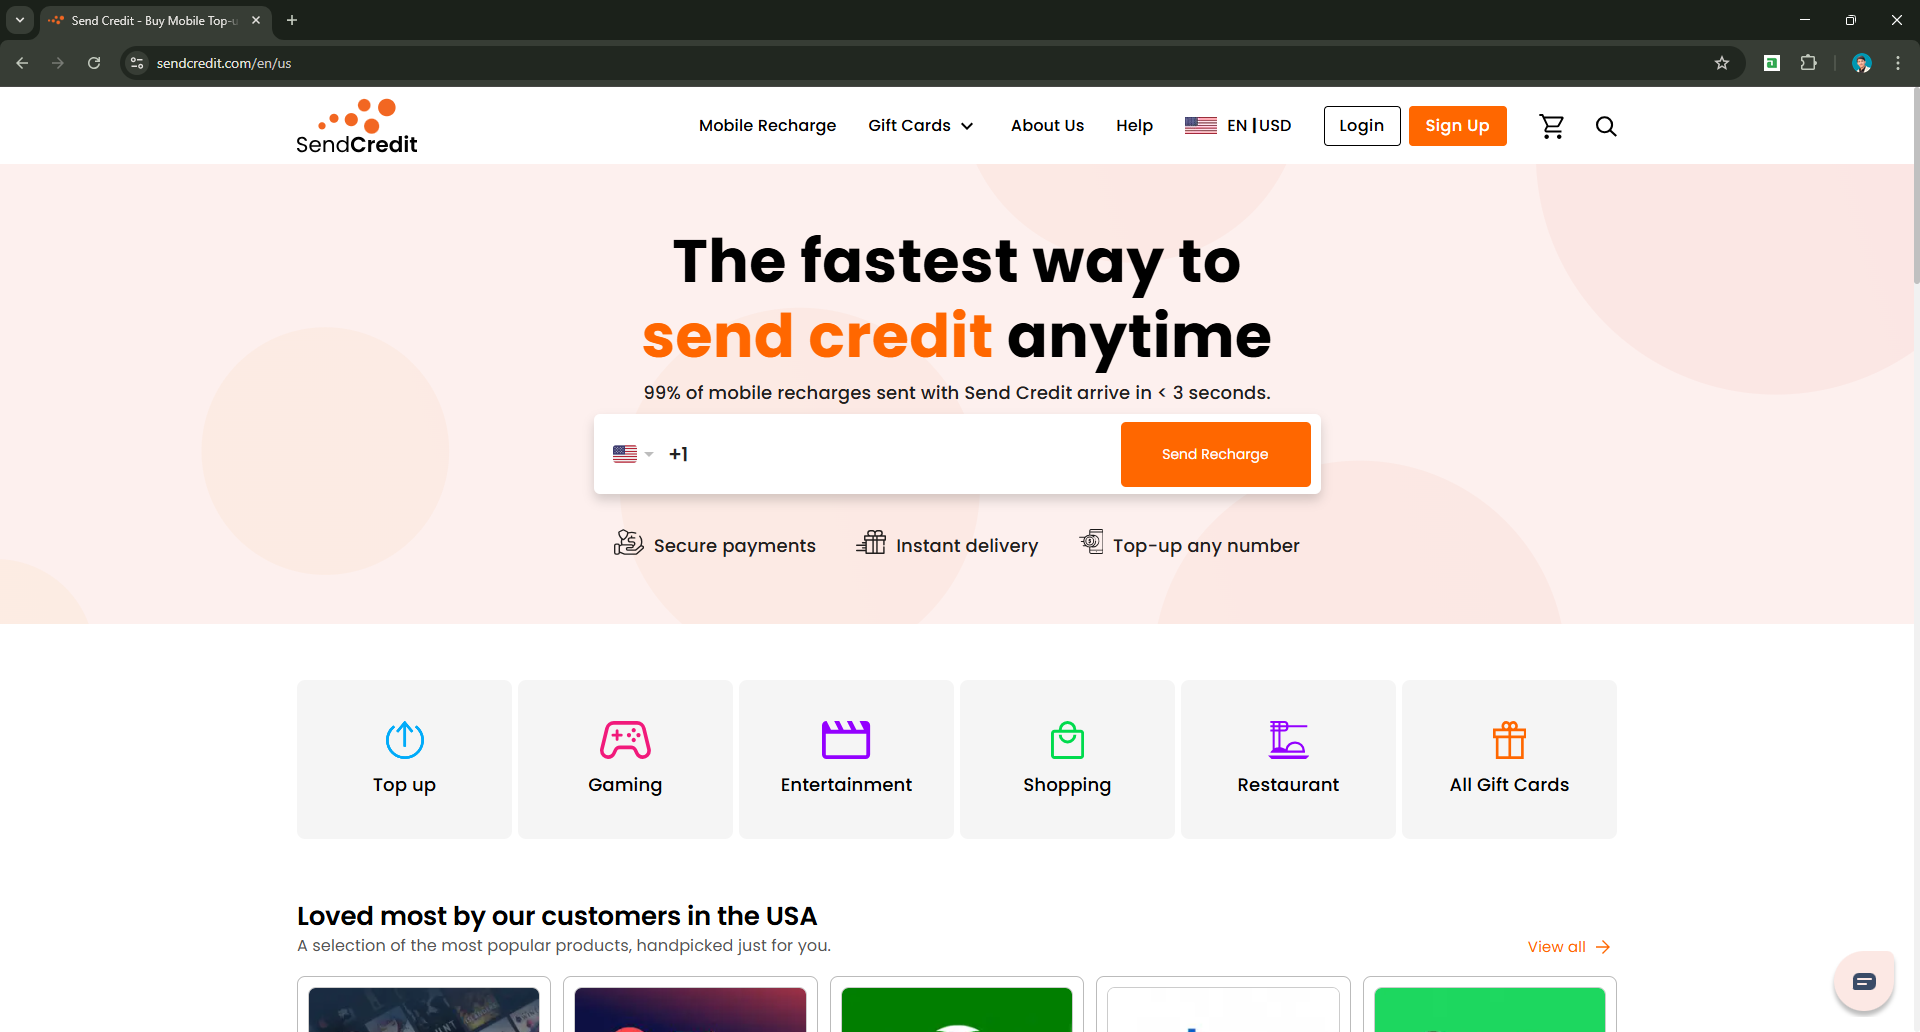 Send Credit - Buy Mobile Top-u
sendcredit.com/en/us
SendCredit
Mobile Recharge
Gift Cards
About Us
Help
EN | USD
Login
Sign Up
The fastest way to
send credit anytime
99% of mobile recharges sent with Send Credit arrive in < 3 seconds.
+1
Send Recharge
Secure payments
Instant delivery
Top-up any number
Top up
Gaming
Entertainment
Shopping
Restaurant
All Gift Cards
Loved most by our customers in the USA
A selection of the most popular products, handpicked just for you.
View all